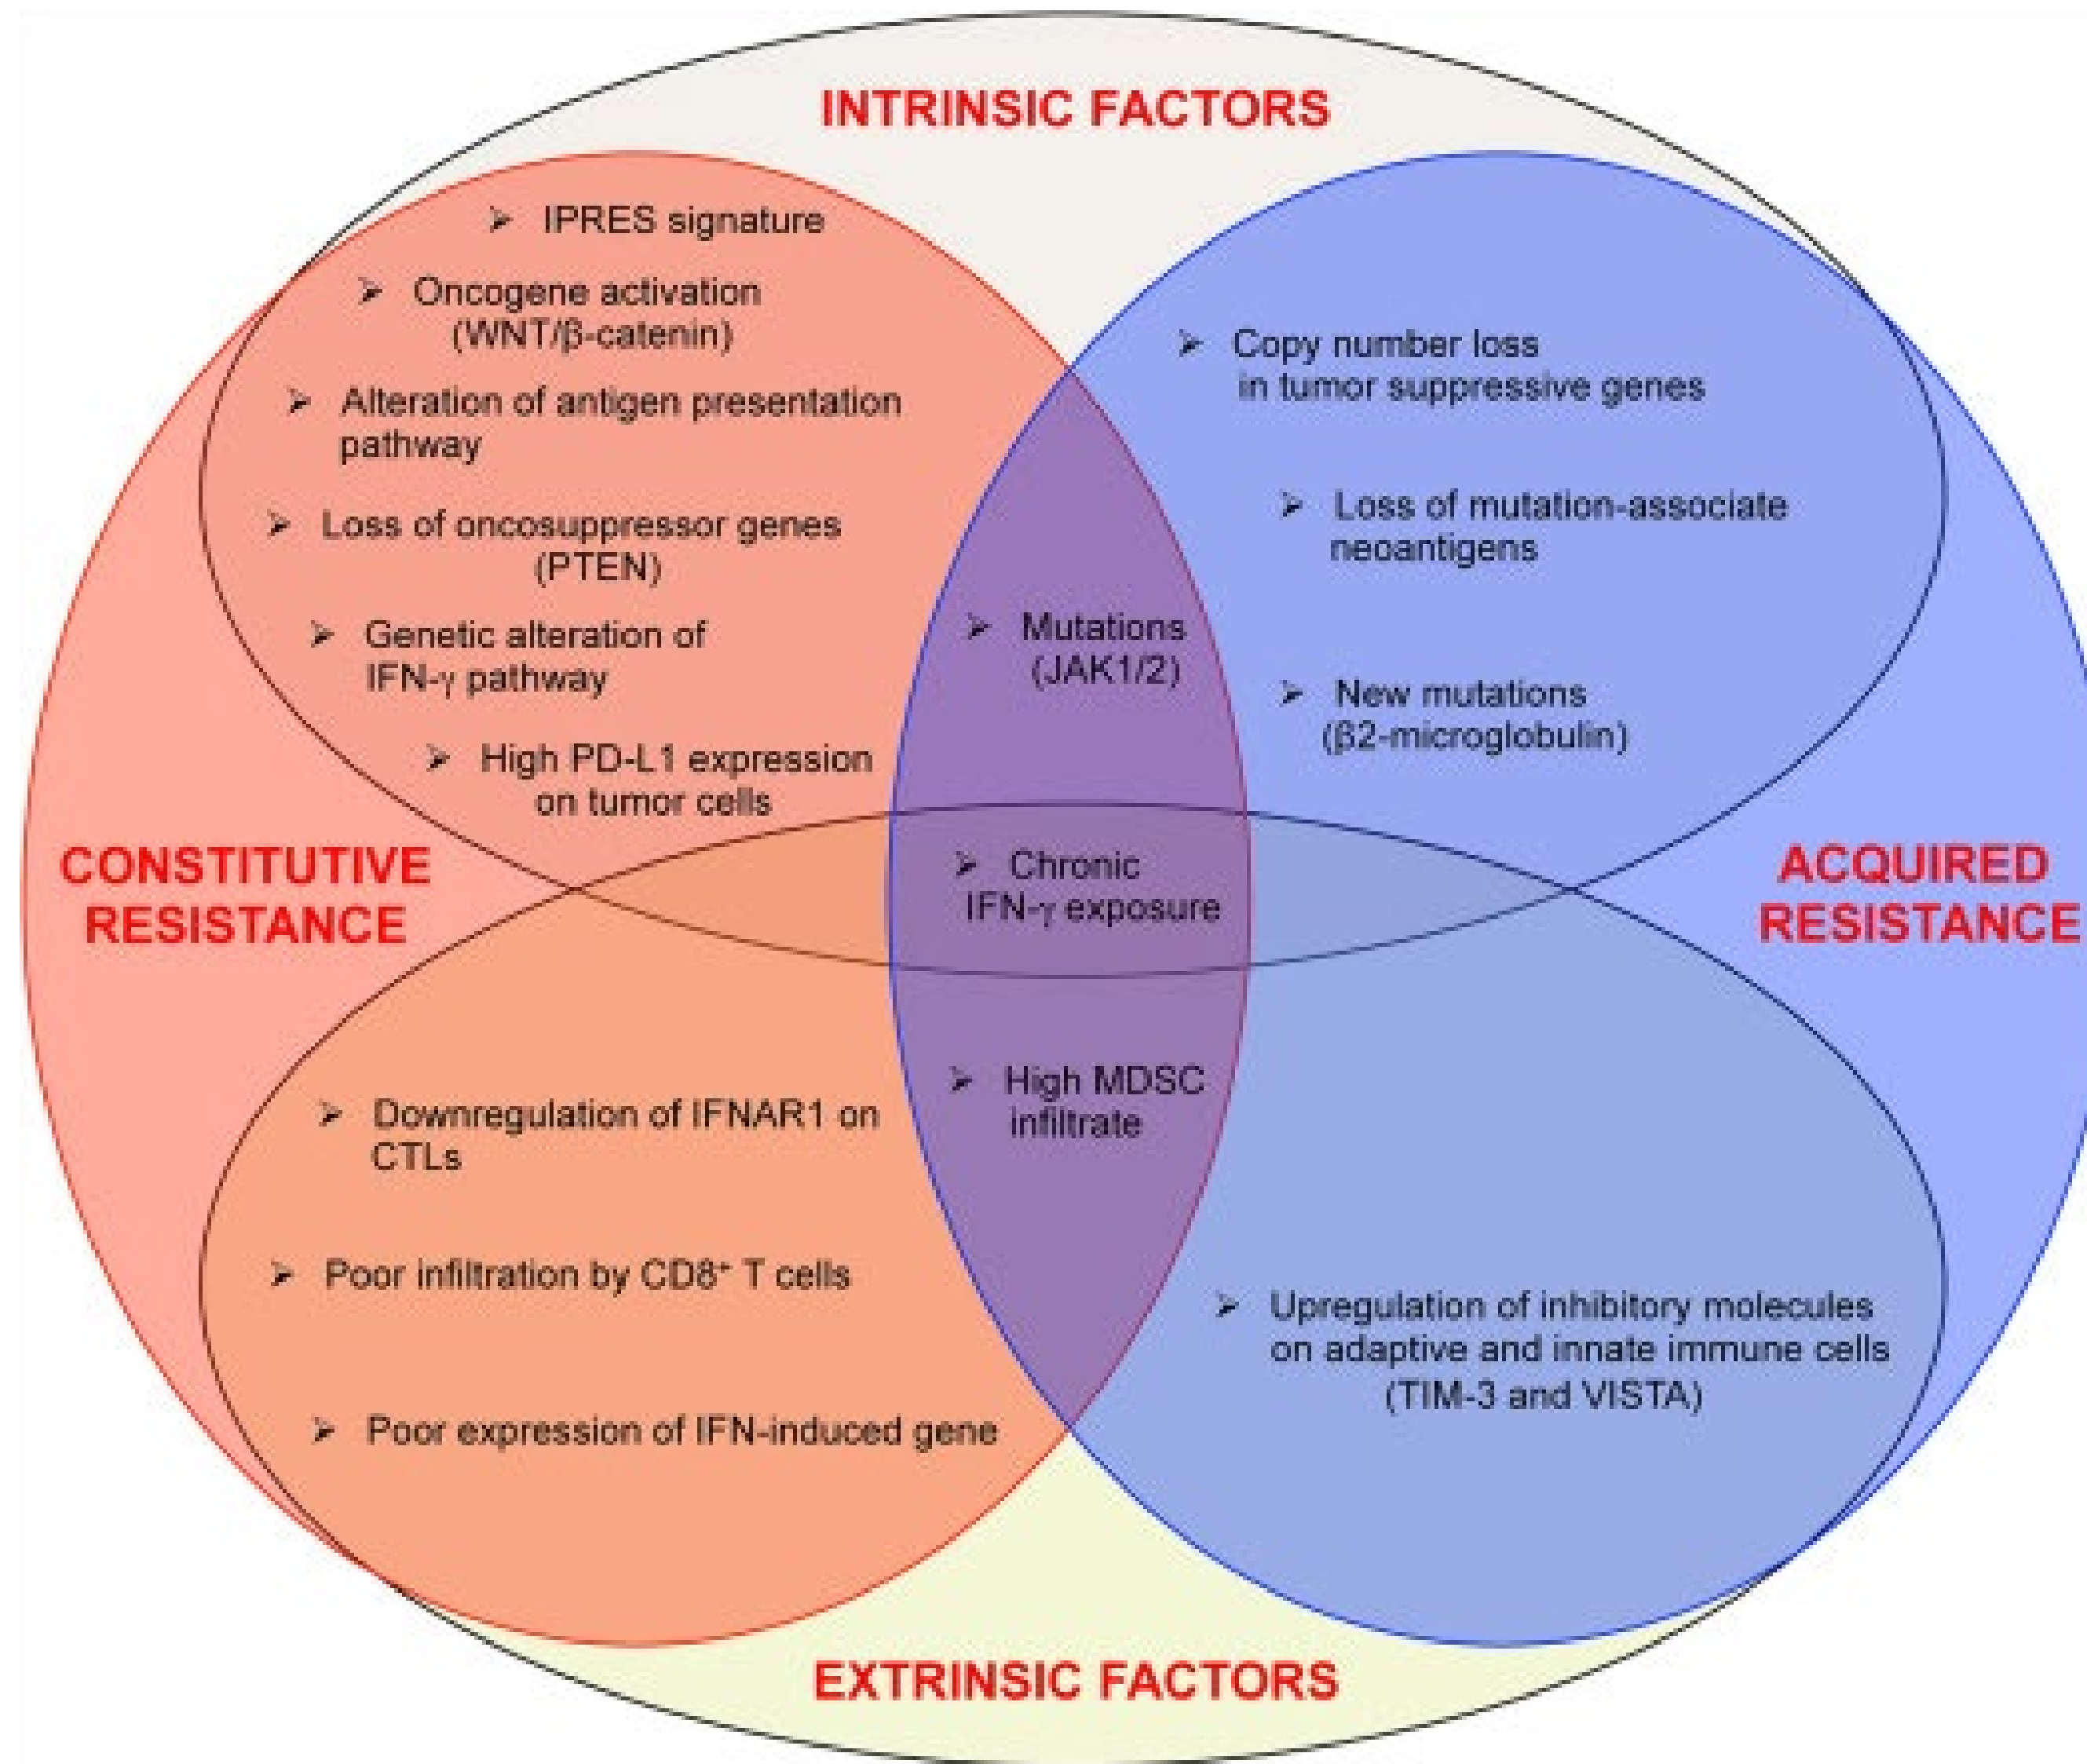 INTRINSIC FACTORS
➢ IPRES signature
➢ Oncogene activation
(WNT/β-catenin)
➢ Alteration of antigen presentation
pathway
➢ Loss of oncosuppressor genes
(PTEN)
➢ Genetic alteration of
IFN-γ pathway
➢ High PD-L1 expression
on tumor cells
➢ Copy number loss
in tumor suppressive genes
➢ Loss of mutation-associate
neoantigens
➢ New mutations
(β2-microglobulin)
➢ Mutations
(JAK1/2)
CONSTITUTIVE
RESISTANCE
➢ Chronic
IFN-γ exposure
ACQUIRED
RESISTANCE
➢ High MDSC
infiltrate
➢ Downregulation of IFNAR1 on
CTLs
➢ Poor infiltration by CD8⁺ T cells
➢ Poor expression of IFN-induced gene
➢ Upregulation of inhibitory molecules
on adaptive and innate immune cells
(TIM-3 and VISTA)
EXTRINSIC FACTORS